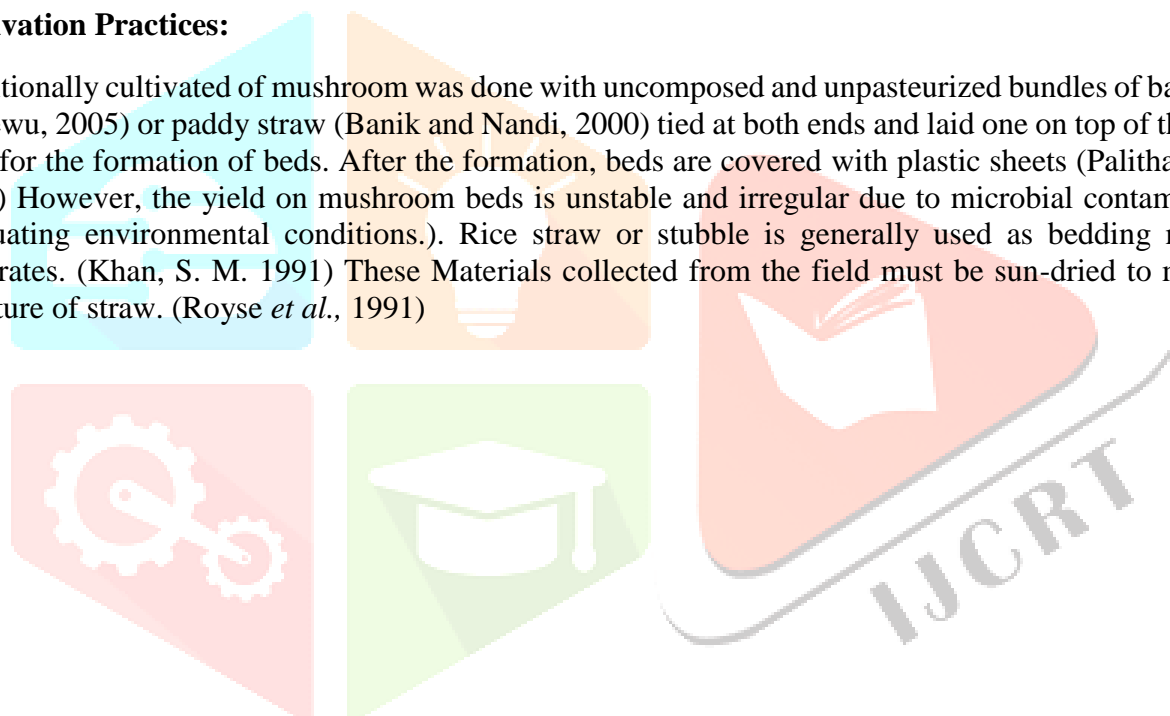 vation Practices:
tionally cultivated of mushroom was done with uncomposed and unpasteurized bundles of ba
wu, 2005) or paddy straw (Banik and Nandi, 2000) tied at both ends and laid one on top of th
for the formation of beds. After the formation, beds are covered with plastic sheets (Palitha
) However, the yield on mushroom beds is unstable and irregular due to microbial contam
uating environmental conditions.). Rice straw or stubble is generally used as bedding
rates. (Khan, S. M. 1991) These Materials collected from the field must be sun-dried to
ture of straw. (Royse et al., 1991)
IJCRT